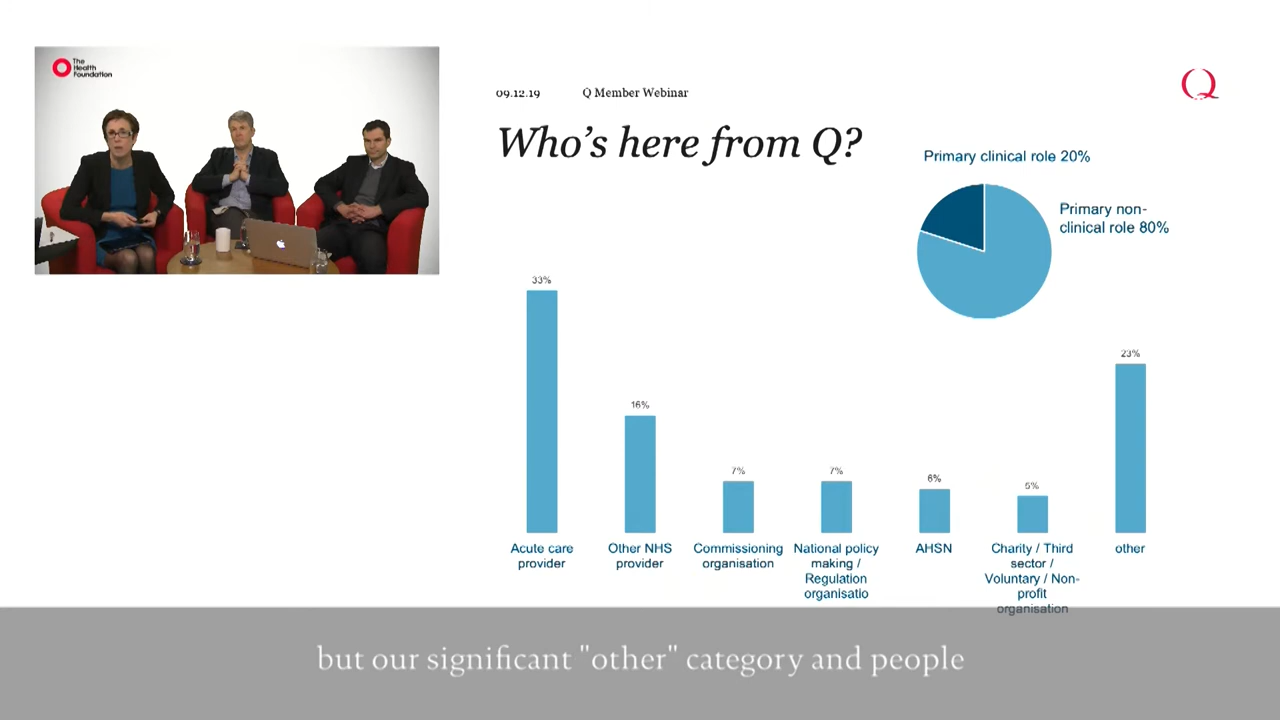 The
Health
Foundation
09.12.19
Q Member Webinar
Q
Who's here from Q?
Primary clinical role 20%
Primary non-
clinical role 80%
33%
16%
7%
7%
6%
5%
23%
Acute care
provider
Other NHS
provider
Commissioning
organisation
National policy
making /
Regulation
organisatio
AHSN
Charity / Third
sector /
Voluntary / Non-
profit
organisation
other
but our significant "other" category and people